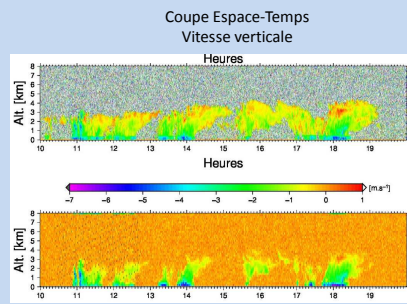 Coupe Espace-Temps
Vitesse verticale
Heures
Alt. [km]
8
7
6
5
4
3
2
1
0
10 11 12 13 14 15 16 17 18 19
Heures
[m.s⁻¹]
−7 −6 −5 −4 −3 −2 −1 0 1
Alt. [km]
8
7
6
5
4
3
2
1
0
10 11 12 13 14 15 16 17 18 19